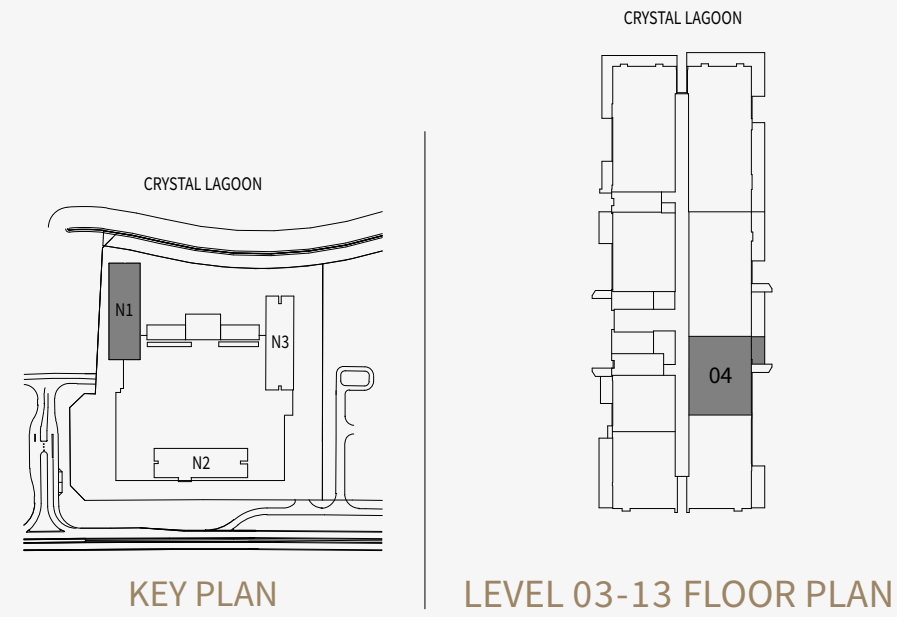 CRYSTAL LAGOON
N1
N3
N2
KEY PLAN
CRYSTAL LAGOON
04
LEVEL 03-13 FLOOR PLAN